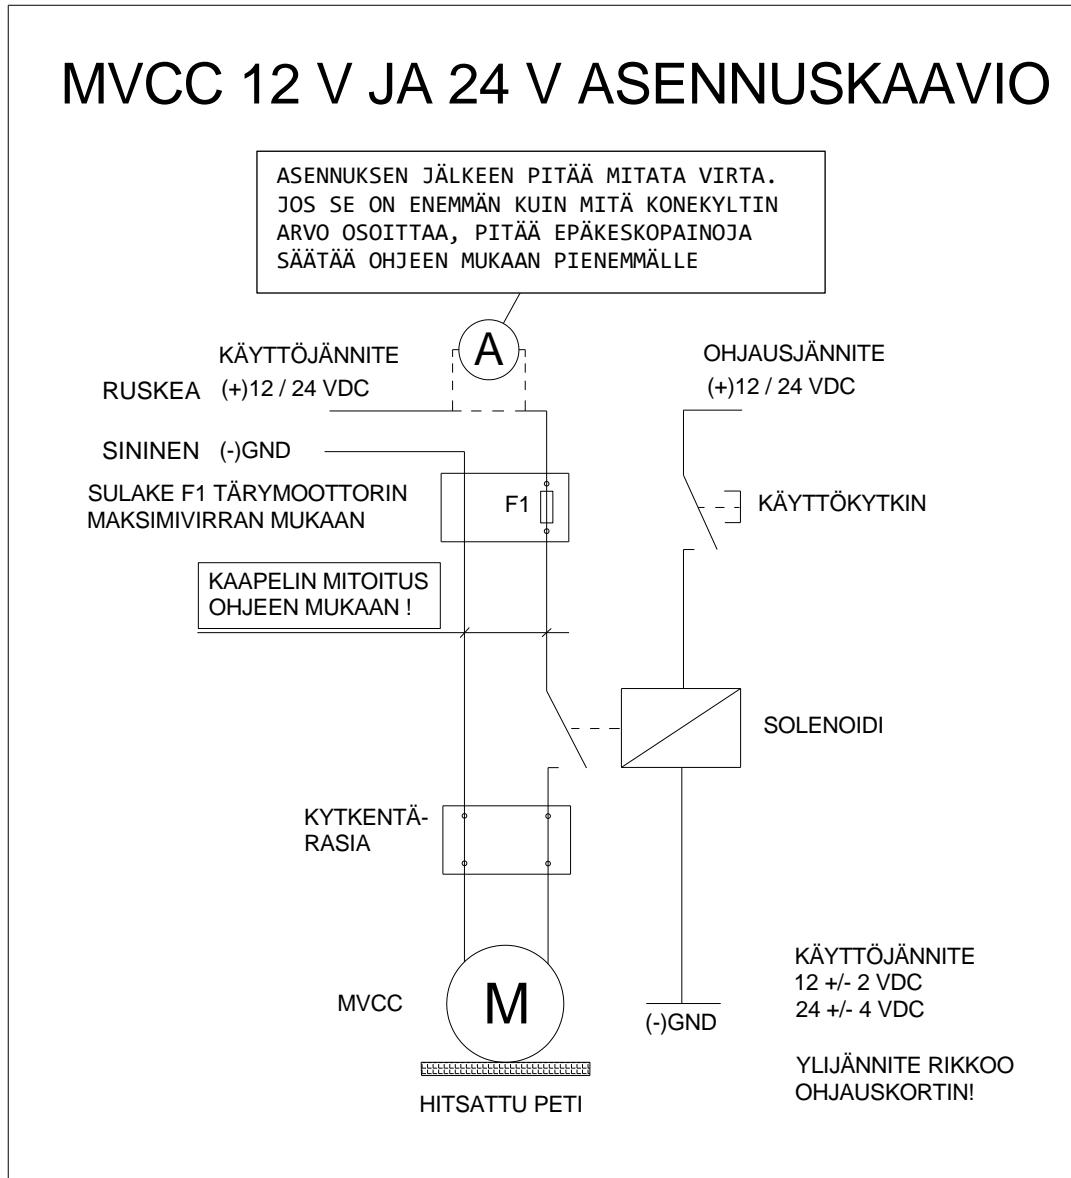 MVCC 12 V JA 24 V ASENNUSKAAVIO
ASENNUKSEN JÄLKEEN PITÄÄ MITATA VIRTA.
JOS SE ON ENEMMÄN KUIN MITÄ KONEKYLTIN
ARVO OSOITTAA, PITÄÄ EPÄKESKOPAINOJA
SÄÄTÄÄ OHJEEN MUKAAN PIENEMMÄLLE
A
KÄYTTÖJÄNNITE
RUSKEA (+)12 / 24 VDC
OHJAUSJÄNNITE
(+)12 / 24 VDC
SININEN (-)GND
SULAKE F1 TÄRYMOOTTORIN
MAKSIMIVIRRAN MUKAAN
F1
KÄYTTÖKYTKIN
KAAPELIN MITOITUS
OHJEEN MUKAAN !
SOLENOIDI
KYTKENTÄ-
RASIA
MVCC
M
(-)GND
KÄYTTÖJÄNNITE
12 +/- 2 VDC
24 +/- 4 VDC
YLIJÄNNITE RIKKOO
OHJAUSKORTIN!
HITSATTU PETI